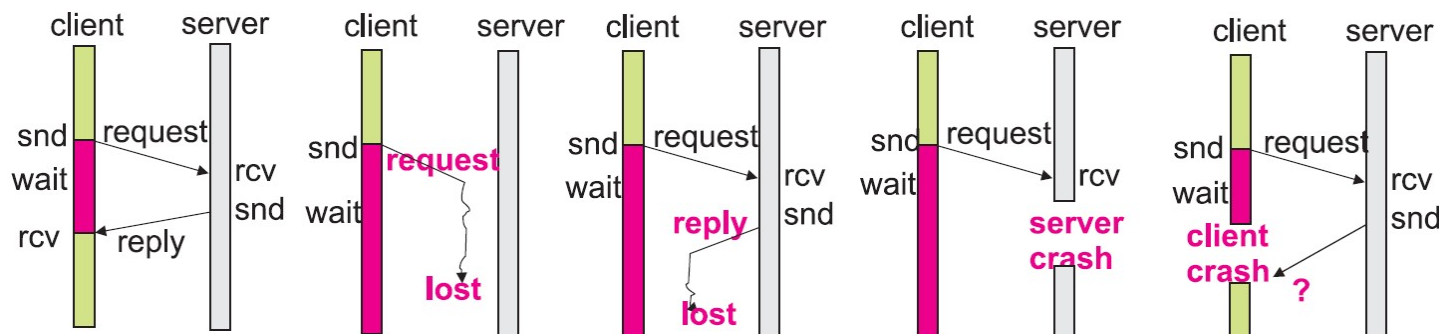 client server
snd request
rcv
wait
snd
rcv reply
client server
snd request
wait
lost
client server
snd request
wait rcv
snd
reply
lost
client server
snd request
wait rcv
server
crash
client server
snd request
wait rcv
snd
client
crash
?